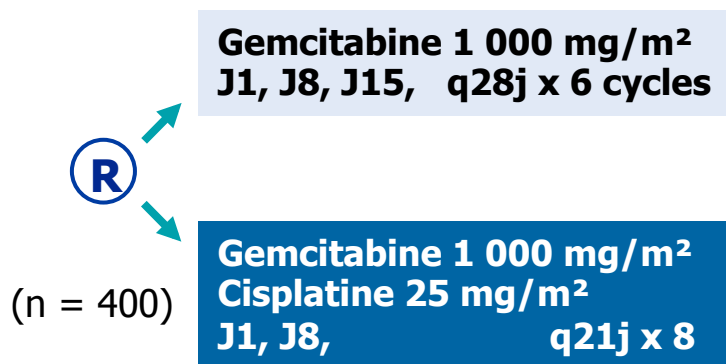 Gemcitabine 1 000 mg/m²
J1, J8, J15, q28j x 6 cycles
R
(n = 400)
Gemcitabine 1 000 mg/m²
Cisplatine 25 mg/m²
J1, J8, q21j x 8